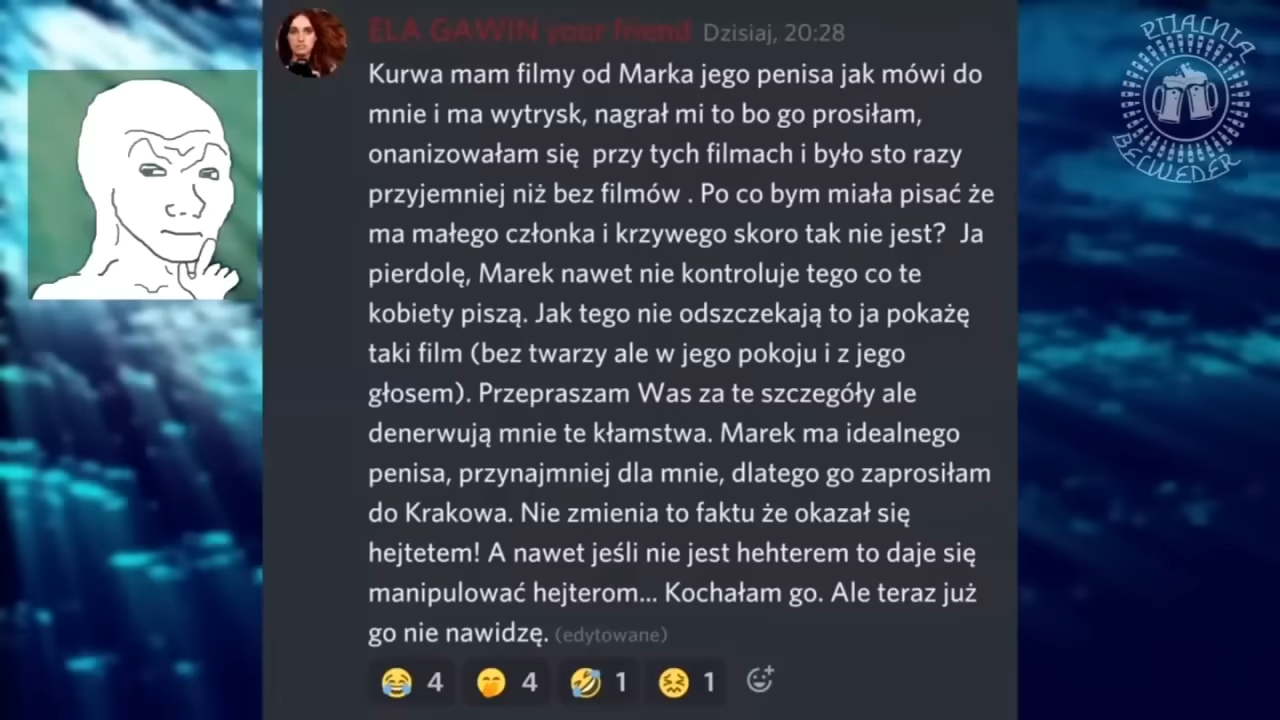 ELA GAWIN your friend Dzisiaj, 20:28
Kurwa mam filmy od Marka jego penisa jak mówi do
mnie i ma wytrysk, nagrał mi to bo go prosiłam,
onanizowałam się przy tych filmach i było sto razy
przyjemniej niż bez filmów . Po co bym miała pisać że
ma małego członka i krzywego skoro tak nie jest? Ja
pierdolę, Marek nawet nie kontroluje tego co te
kobiety piszą. Jak tego nie odszczekają to ja pokażę
taki film (bez twarzy ale w jego pokoju i z jego
głosem). Przepraszam Was za te szczegóły ale
denerwują mnie te kłamstwa. Marek ma idealnego
penisa, przynajmniej dla mnie, dlatego go zaprosiłam
do Krakowa. Nie zmienia to faktu że okazał się
hejtetem! A nawet jeśli nie jest hehterem to daje się
manipulować hejterom... Kochałam go. Ale teraz już
go nie nawidzę. (edytowane)
4 4 1 1
PIJALNIA
BELWEDER